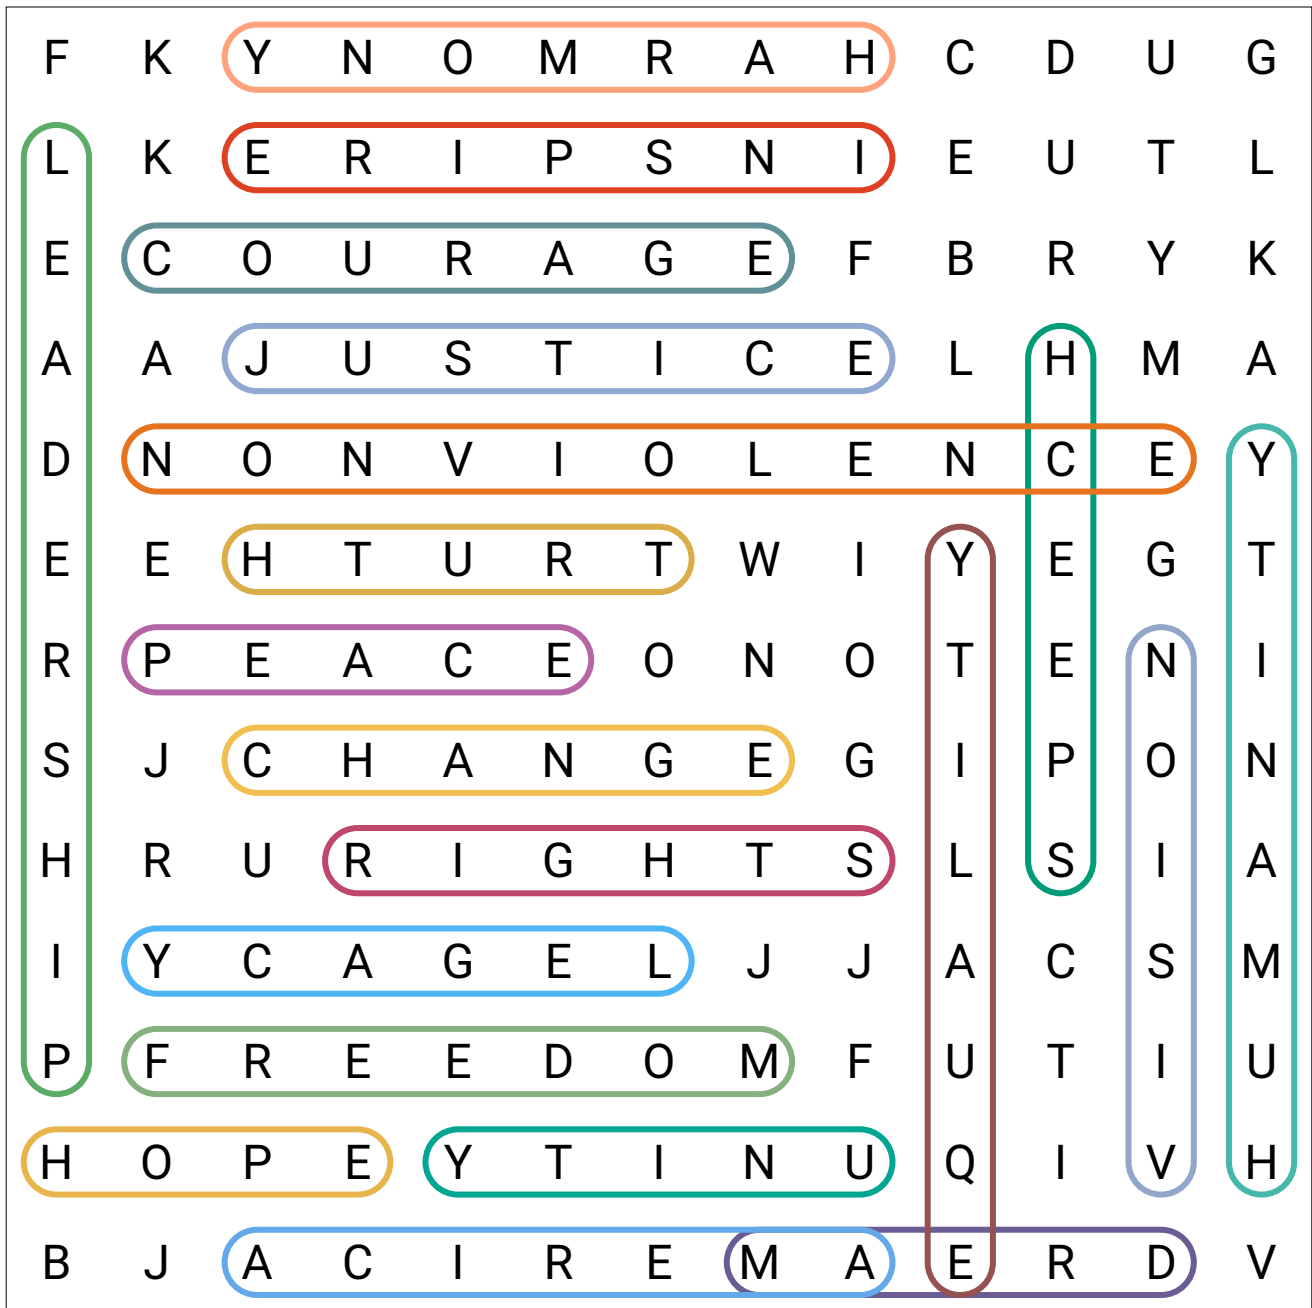 F K Y N O M R A H C D U G
L K E R I P S N I E U T L
E C O U R A G E F B R Y K
A A J U S T I C E L H M A
D N O N V I O L E N C E Y
E E H T U R T W I Y E G T
R P E A C E O N O T E N I
S J C H A N G E G I P O N
H R U R I G H T S L S I A
I Y C A G E L J J A C S M
P F R E E D O M F U T I U
H O P E Y T I N U Q I V H
B J A C I R E M A E R D V